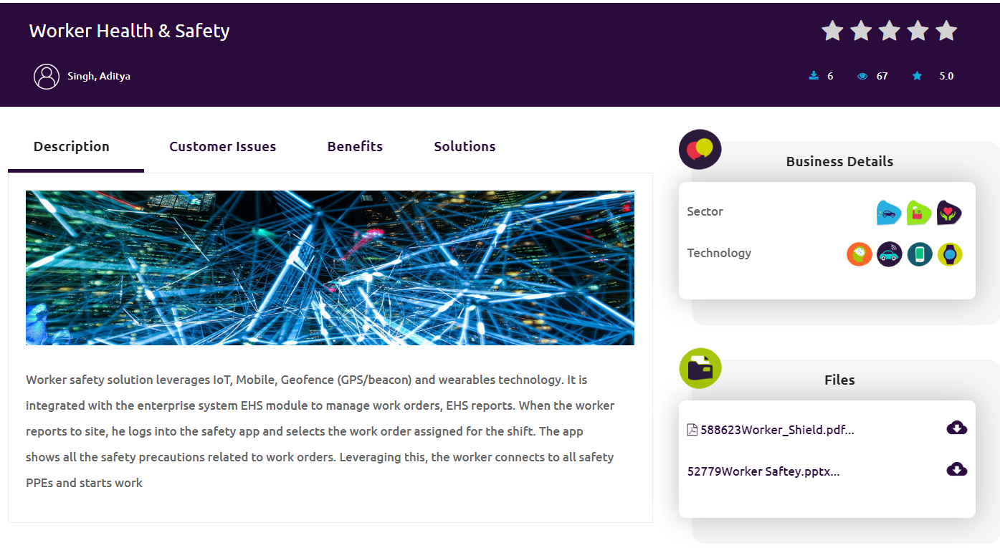 Worker Health & Safety
Singh, Aditya
6 67 5.0
Description Customer Issues Benefits Solutions
Worker safety solution leverages IoT, Mobile, Geofence (GPS/beacon) and wearables technology. It is
integrated with the enterprise system EHS module to manage work orders, EHS reports. When the worker
reports to site, he logs into the safety app and selects the work order assigned for the shift. The app
shows all the safety precautions related to work orders. Leveraging this, the worker connects to all safety
PPEs and starts work
Business Details
Sector
Technology
Files
588623Worker_Shield.pdf...
52779Worker Saftey.pptx...